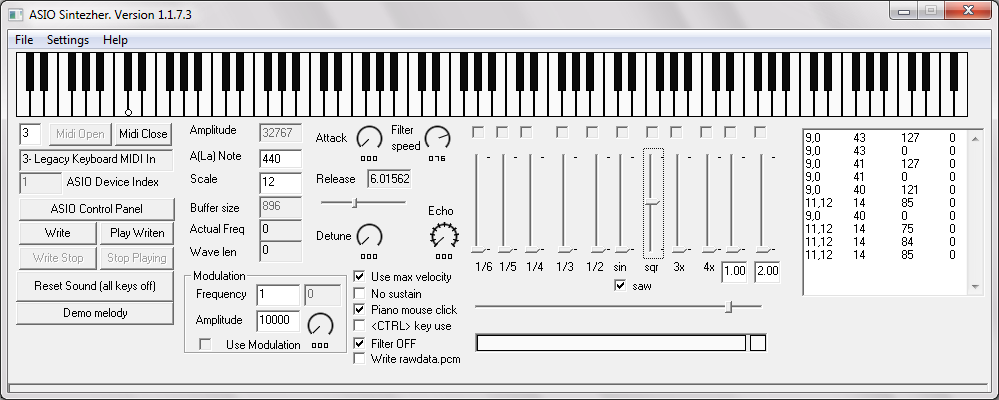 ASIO Sintezher. Version 1.1.7.3
File Settings Help
3 Midi Open Midi Close
3- Legacy Keyboard MIDI In
1 ASIO Device Index
ASIO Control Panel
Write Play Writen
Write Stop Stop Playing
Reset Sound (all keys off)
Demo melody
Amplitude 32767
A(La) Note 440
Scale 12
Buffer size 896
Actual Freq 0
Wave len 0
Modulation
Frequency 1 0
Amplitude 10000
000
Use Modulation
Attack
000
Filter speed
076
Release 6.01562
Detune
000
Echo
000
Use max velocity
No sustain
Piano mouse click
<CTRL> key use
Filter OFF
Write rawdata.pcm
1/6 1/5 1/4 1/3 1/2 sin sqr 3x 4x 1.00 2.00
saw
9,0 43 127 0
9,0 43 0 0
9,0 41 127 0
9,0 41 0 0
9,0 40 121 0
11,12 14 85 0
9,0 40 0 0
11,12 14 75 0
11,12 14 84 0
11,12 14 85 0